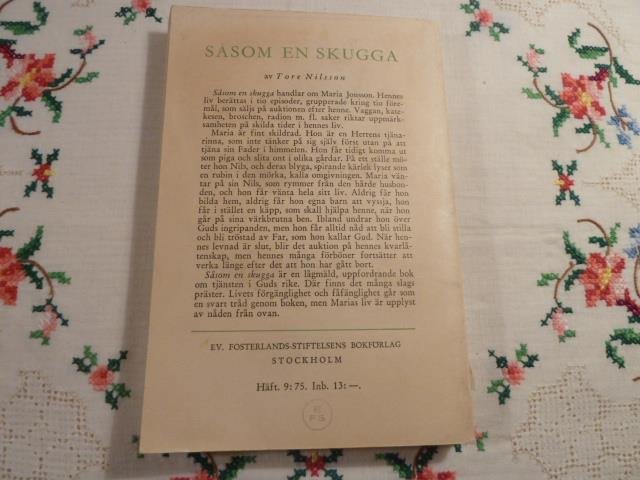 SÅSOM EN SKUGGA
av Tore Nilsson
Såsom en skugga handlar om Maria Jonsson. Hennes
liv berättas i tio episoder, grupperade kring tio före-
mål, som säljs på auktionen efter henne. Vaggan, kate-
kesen, broschen, radion m. fl. saker riktar uppmärk-
samheten på skilda tider i hennes liv.
Maria är fint skildrad. Hon är en Herrens tjäna-
rinna, som inte tänker på sig själv först utan på att
tjäna sin Fader i himmelen. Hon får tidigt komma ut
som piga och slita ont i olika gårdar. På ett ställe mö-
ter hon Nils, och deras blyga, spirande kärlek lyser som
en rubin i den mörka, kalla omgivningen. Maria vän-
tar på sin Nils, som rymmer från den hårde husbon-
den, och hon får vänta hela sitt liv. Aldrig får hon
bilda hem, aldrig får hon egna barn att vyssja, hon
får i stället en käpp, som skall hjälpa henne, när hon
går på sina värkbrutna ben. Ibland undrar hon över
Guds ingripanden, men hon får alltid nåd att bli stilla
och bli tröstad av Far, som hon kallar Gud. När hen-
nes levnad är slut, blir det auktion på hennes kvarlå-
tenskap, men hennes många förböner fortsätter att
verka länge efter det att hon har gått bort.
Såsom en skugga är en lågmäld, uppfordrande bok
om tjänsten i Guds rike. Där finns det många slags
präster. Livets förgänglighet och fåfänglighet går som
en svart tråd genom boken, men Marias liv är upplyst
av nåden från ovan.
EV. FOSTERLANDS-STIFTELSENS BOKFÖRLAG
STOCKHOLM
Häft. 9:75. Inb. 13:—.
E
FS